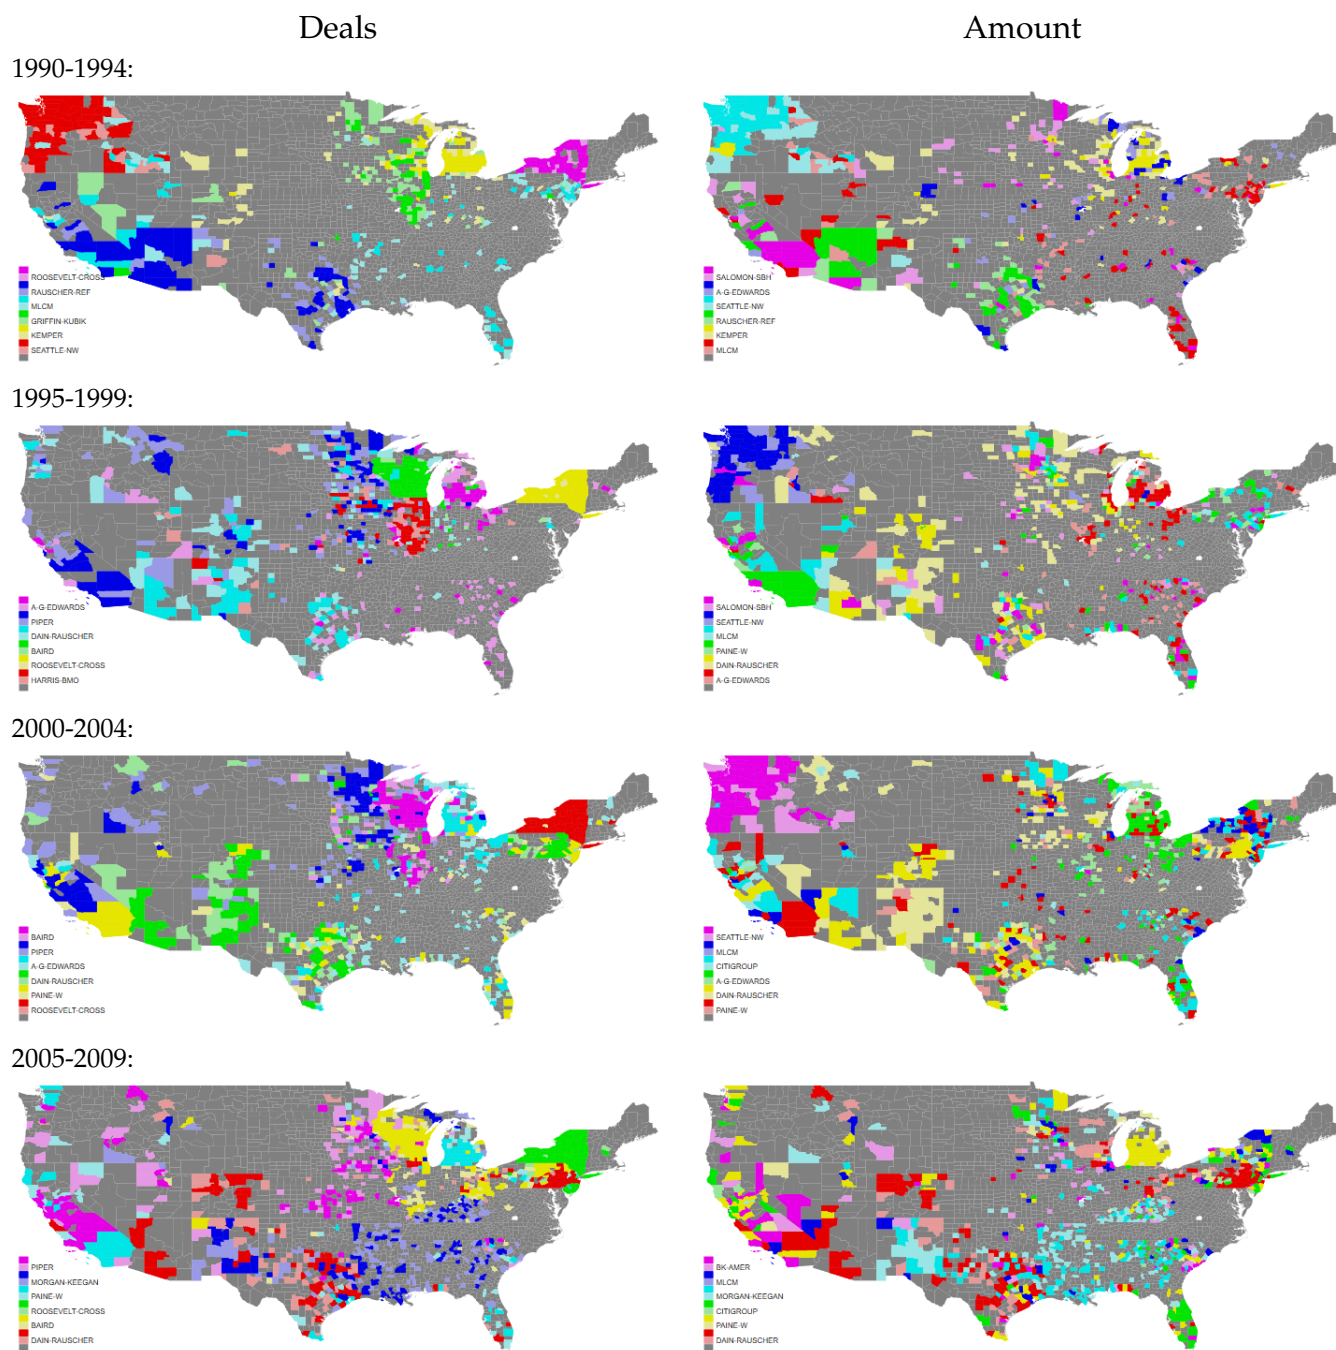 Deals
Amount
1990-1994:
ROOSEVELT-CROSS
RAUSCHER-REF
MLCM
GRIFFIN-KUBIK
KEMPER
SEATTLE-NW
SALOMON-SBH
A-G-EDWARDS
SEATTLE-NW
RAUSCHER-REF
KEMPER
MLCM
1995-1999:
A-G-EDWARDS
PIPER
DAIN-RAUSCHER
BAIRD
ROOSEVELT-CROSS
HARRIS-BMO
SALOMON-SBH
SEATTLE-NW
MLCM
PAINE-W
DAIN-RAUSCHER
A-G-EDWARDS
2000-2004:
BAIRD
PIPER
A-G-EDWARDS
DAIN-RAUSCHER
PAINE-W
ROOSEVELT-CROSS
SEATTLE-NW
MLCM
CITIGROUP
A-G-EDWARDS
DAIN-RAUSCHER
PAINE-W
2005-2009:
PIPER
MORGAN-KEEGAN
PAINE-W
ROOSEVELT-CROSS
BAIRD
DAIN-RAUSCHER
BK-AMER
MLCM
MORGAN-KEEGAN
CITIGROUP
PAINE-W
DAIN-RAUSCHER